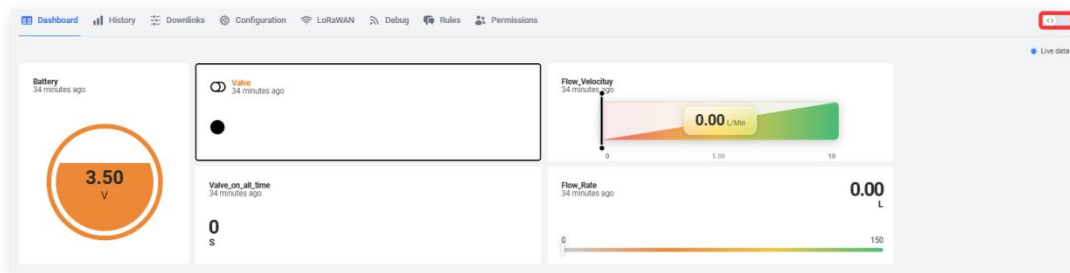 Dashboard History Downlinks Configuration LoRaWAN Debug Rules Permissions
Live data
Battery
34 minutes ago
3.50
V
Valve
34 minutes ago
Flow_Velocituy
34 minutes ago
0.00 L/Min
0 5.00 10
Valve_on_all_time
34 minutes ago
0
S
Flow_Rate
34 minutes ago
0.00
L
0 150